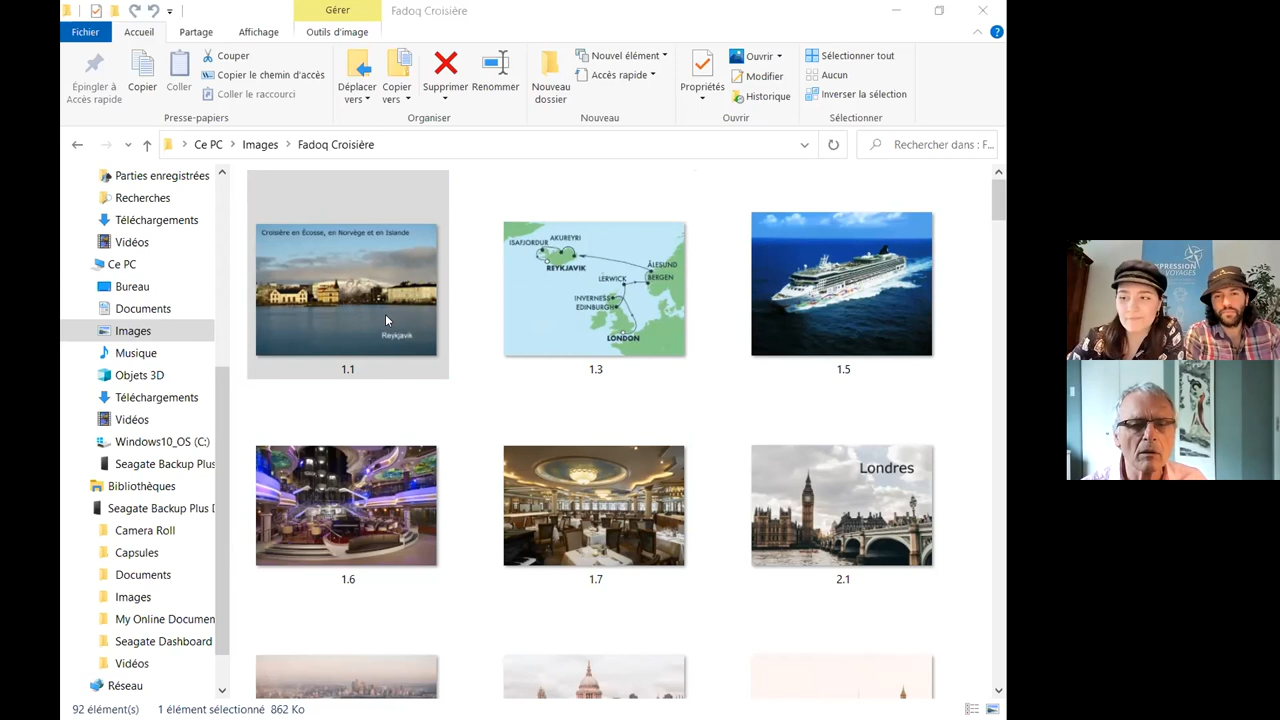 Gérer
Fadoq Croisière
Fichier
Accueil
Partage
Affichage
Outils d'image
Épingler à
Accès rapide
Copier
Coller
Couper
Copier le chemin d'accès
Coller le raccourci
Presse-papiers
Déplacer
vers
Copier
vers
Supprimer
Renommer
Organiser
Nouveau
dossier
Nouvel élément
Accès rapide
Nouveau
Propriétés
Ouvrir
Modifier
Historique
Ouvrir
Sélectionner tout
Aucun
Inverser la sélection
Sélectionner
Ce PC
Images
Fadoq Croisière
Rechercher dans : F...
Parties enregistrées
Recherches
Téléchargements
Vidéos
Ce PC
Bureau
Documents
Images
Musique
Objets 3D
Téléchargements
Vidéos
Windows10_OS (C:)
Seagate Backup Plus
Bibliothèques
Seagate Backup Plus D
Camera Roll
Capsules
Documents
Images
My Online Documen
Seagate Dashboard
Vidéos
Réseau
Croisière en Écosse, en Norvège et en Islande
Reykjavik
1.1
ISAFJORDUR
AKUREYRI
REYKJAVIK
ÅLESUND
BERGEN
LERWICK
INVERNESS
EDINBURGH
LONDON
1.3
1.5
1.6
1.7
Londres
2.1
92 élément(s)
1 élément sélectionné 862 Ko
EXPRESSION
VOYAGES